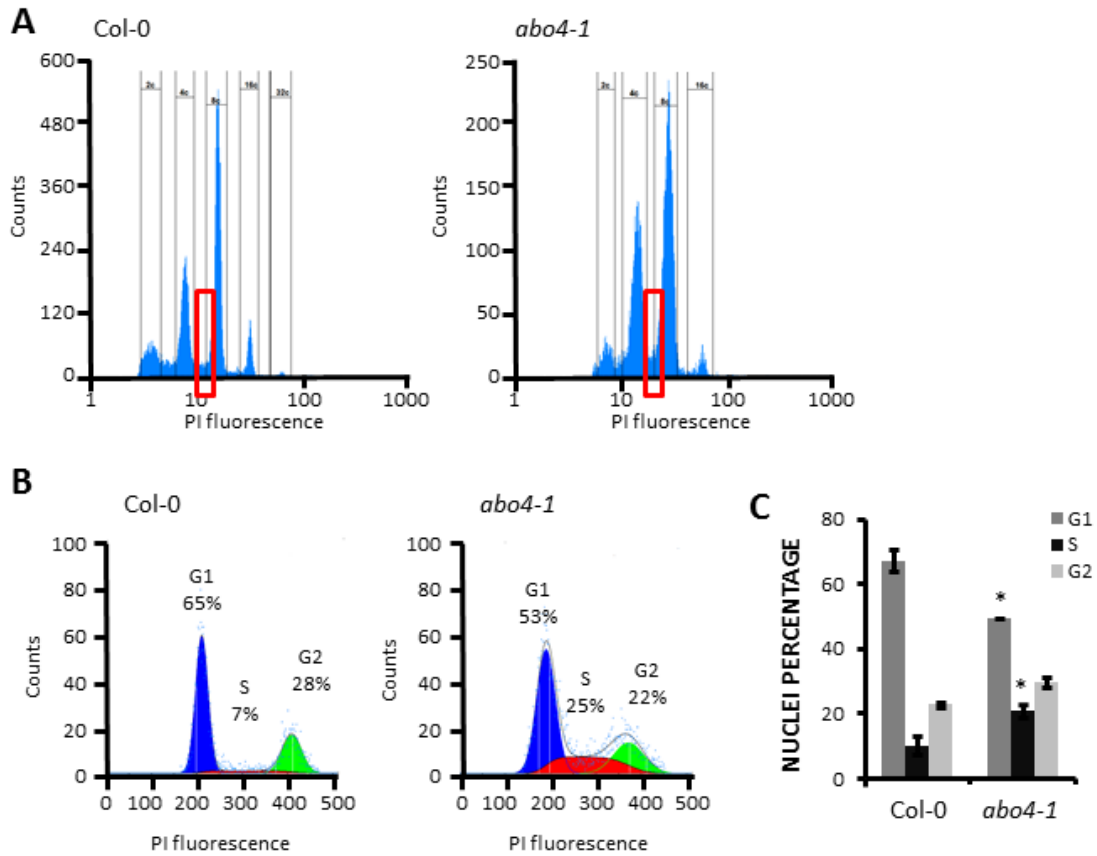 A
Col-0
abo4-1
600
480
360
240
120
0
Counts
2c
4c
8c
16c
32c
1
10
100
1000
PI fluorescence
250
200
150
100
50
0
Counts
2c
4c
8c
16c
1
10
100
1000
PI fluorescence
B
Col-0
abo4-1
100
80
60
40
20
0
Counts
G1
65%
S
7%
G2
28%
0 100 200 300 400 500
PI fluorescence
100
80
60
40
20
0
Counts
G1
53%
S
25%
G2
22%
0 100 200 300 400 500
PI fluorescence
C
80
60
40
20
0
NUCLEI PERCENTAGE
G1
S
G2
*
*
Col-0
abo4-1